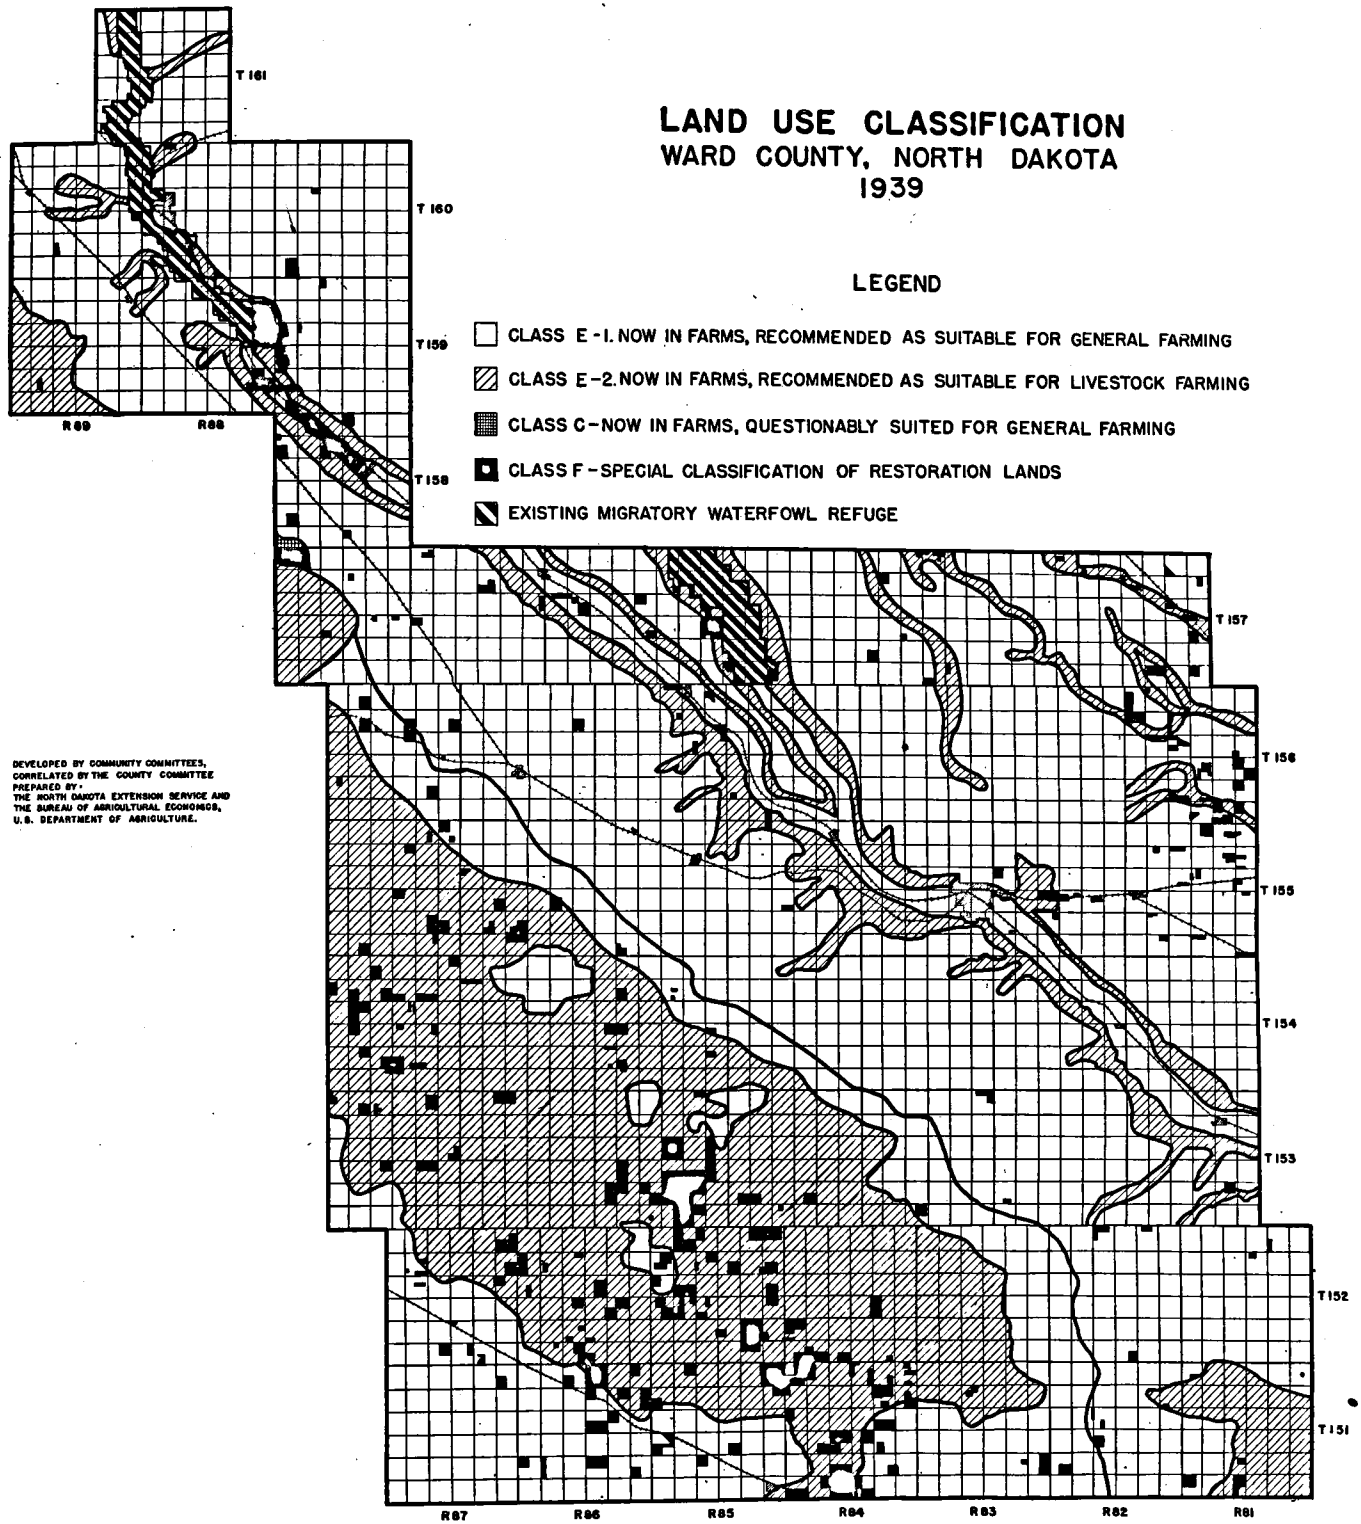 LAND USE CLASSIFICATION
WARD COUNTY, NORTH DAKOTA
1939
LEGEND
CLASS E-1. NOW IN FARMS, RECOMMENDED AS SUITABLE FOR GENERAL FARMING
CLASS E-2. NOW IN FARMS, RECOMMENDED AS SUITABLE FOR LIVESTOCK FARMING
CLASS C-NOW IN FARMS, QUESTIONABLY SUITED FOR GENERAL FARMING
CLASS F-SPECIAL CLASSIFICATION OF RESTORATION LANDS
EXISTING MIGRATORY WATERFOWL REFUGE
T 161
T 160
T 159
R 89
R 88
T 158
T 157
T 156
DEVELOPED BY COMMUNITY COMMITTEES,
CORRELATED BY THE COUNTY COMMITTEE
PREPARED BY-
THE NORTH DAKOTA EXTENSION SERVICE AND
THE BUREAU OF AGRICULTURAL ECONOMICS,
U.S. DEPARTMENT OF AGRICULTURE.
T 155
T 154
T 153
T 152
T 151
R 87
R 86
R 85
R 84
R 83
R 82
R 81